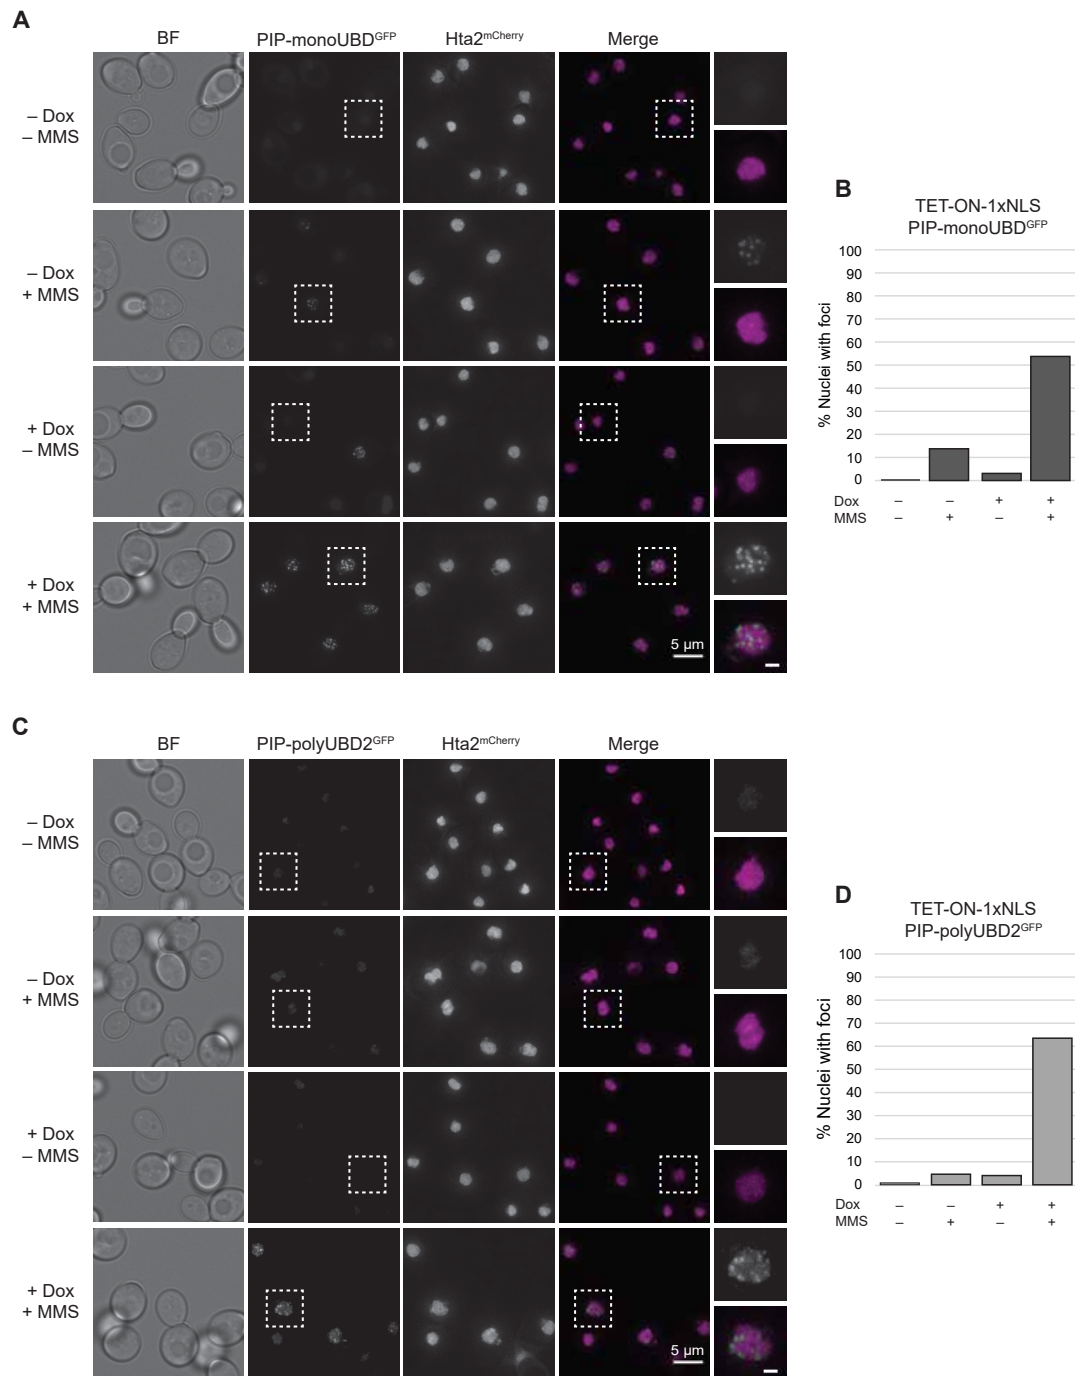 A
BF PIP-monoUBDGFP Hta2mCherry Merge
– Dox
– MMS
– Dox
+ MMS
+ Dox
– MMS
+ Dox
+ MMS
5 µm
B
TET-ON-1xNLS
PIP-monoUBDGFP
% Nuclei with foci
100
90
80
70
60
50
40
30
20
10
0
Dox – – + +
MMS – + – +
C
BF PIP-polyUBD2GFP Hta2mCherry Merge
– Dox
– MMS
– Dox
+ MMS
+ Dox
– MMS
+ Dox
+ MMS
5 µm
D
TET-ON-1xNLS
PIP-polyUBD2GFP
% Nuclei with foci
100
90
80
70
60
50
40
30
20
10
0
Dox – – + +
MMS – + – +